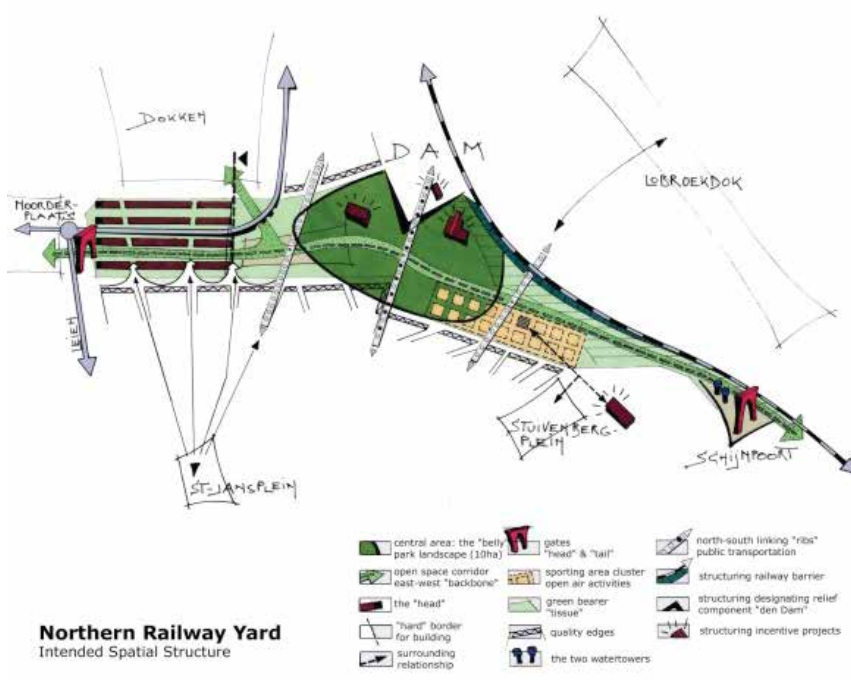 DOKKEN
DAM
LOBROEKDOK
NOORDER-
PLAATS
LEIEN
STUIVENBERG-
PLEIN
SCHIJNPOORT
ST-JANSPLEIN
central area: the "belly"
park landscape (10ha)
open space corridor
east-west "backbone"
the "head"
"hard" border
for building
surrounding
relationship
gates
"head" & "tail"
sporting area cluster
open air activities
green bearer
"tissue"
quality edges
the two watertowers
north-south linking "ribs"
public transportation
structuring railway barrier
structuring designating relief
component "den Dam"
structuring incentive projects
Northern Railway Yard
Intended Spatial Structure